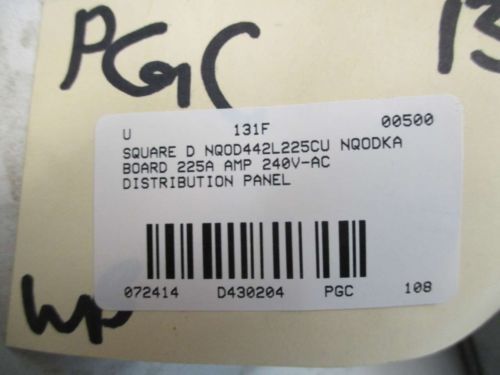 PGC
13
U 131F 00500
SQUARE D NQOD442L225CU NQODKA
BOARD 225A AMP 240V-AC
DISTRIBUTION PANEL
072414 D430204 PGC 108
WP